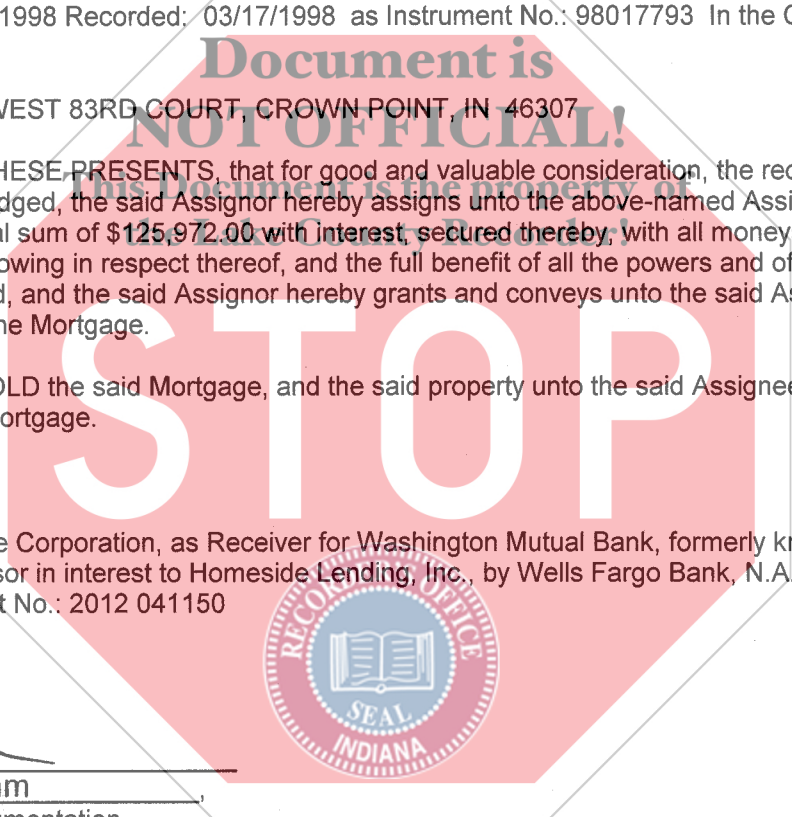 1998 Recorded: 03/17/1998 as Instrument No.: 98017793 In the
Document is
WEST 83RD COURT, CROWN POINT, IN 46307
NOT OFFICIAL!
HESE PRESENTS, that for good and valuable consideration, the rec
This Document is the property of
dged, the said Assignor hereby assigns unto the above-named Assi
al sum of $125,972.00 with interest, secured thereby, with all money
the Lake County Recorder!
owing in respect thereof, and the full benefit of all the powers and of
d, and the said Assignor hereby grants and conveys unto the said As
he Mortgage.
STOP
OLD the said Mortgage, and the said property unto the said Assignee
ortgage.
e Corporation, as Receiver for Washington Mutual Bank, formerly kn
sor in interest to Homeside Lending, Inc., by Wells Fargo Bank, N.A.
t No.: 2012 041150
RECORDING OFFICE
SEAL
INDIANA
m